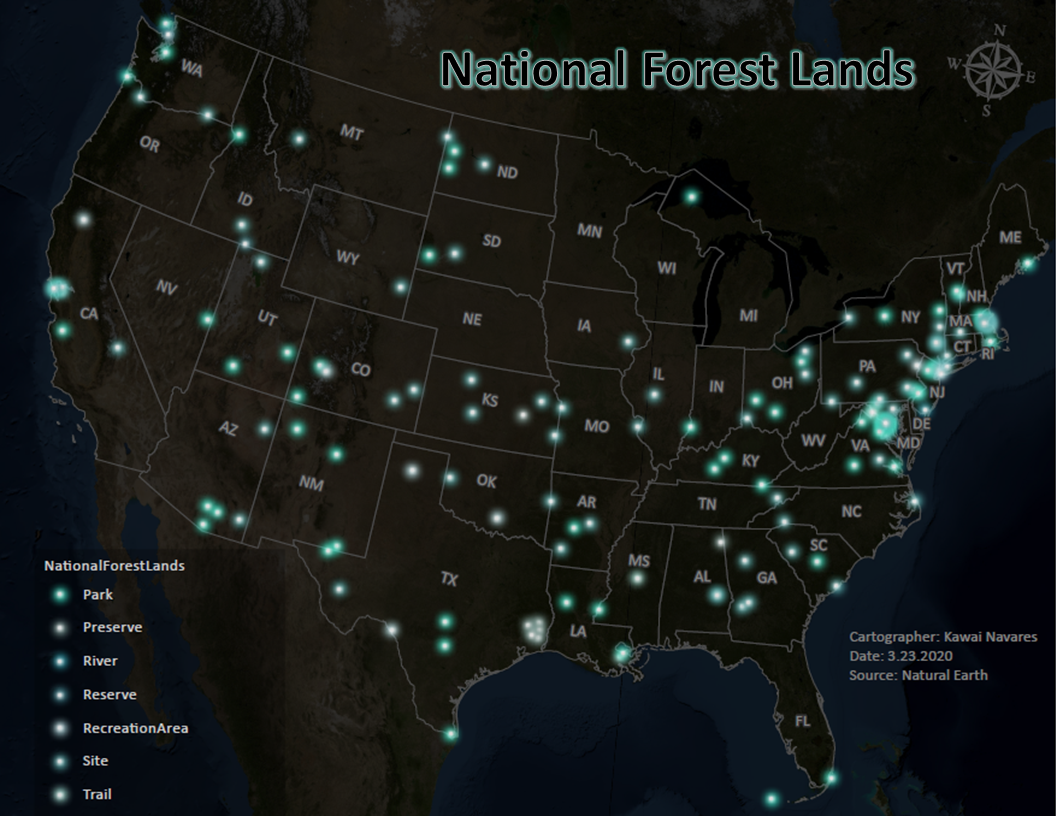 National Forest Lands
N
W
E
S
WA
MT
ND
OR
ID
SD
MN
WI
MI
ME
VT
NH
NY
MA
CT
RI
WY
NV
UT
CA
NE
IA
CO
KS
IL
IN
OH
PA
NJ
DE
MD
MO
WV
VA
KY
AZ
NM
OK
AR
TN
NC
SC
MS
AL
GA
TX
LA
FL
NationalForestLands
Park
Preserve
River
Reserve
RecreationArea
Site
Trail
Cartographer: Kawai Navares
Date: 3.23.2020
Source: Natural Earth